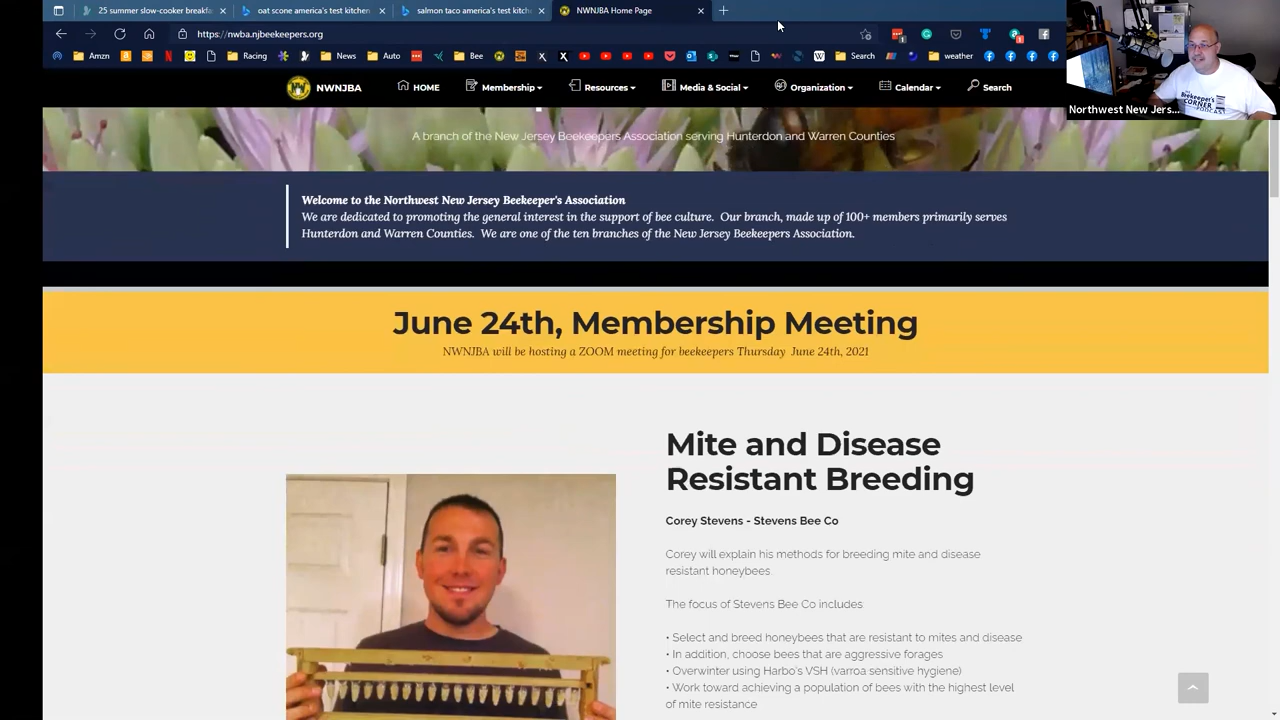 25 summer slow-cooker breakfa
oat scone america's test kitchen
salmon taco america's test kitch
NWNJBA Home Page
https://nwba.njbeekeepers.org
Amzn
Racing
News
Auto
Bee
Search
weather
NWNJBA
HOME
Membership
Resources
Media & Social
Organization
Calendar
Search
Northwest New Jers...
Beekeeper's
CORNER
PODCAST
A branch of the New Jersey Beekeepers Association serving Hunterdon and Warren Counties
Welcome to the Northwest New Jersey Beekeeper's Association
We are dedicated to promoting the general interest in the support of bee culture. Our branch, made up of 100+ members primarily serves
Hunterdon and Warren Counties. We are one of the ten branches of the New Jersey Beekeepers Association.
June 24th, Membership Meeting
NWNJBA will be hosting a ZOOM meeting for beekeepers Thursday June 24th, 2021
Mite and Disease
Resistant Breeding
Corey Stevens - Stevens Bee Co
Corey will explain his methods for breeding mite and disease
resistant honeybees.
The focus of Stevens Bee Co includes
• Select and breed honeybees that are resistant to mites and disease
• In addition, choose bees that are aggressive forages
• Overwinter using Harbo's VSH (varroa sensitive hygiene)
• Work toward achieving a population of bees with the highest level
of mite resistance